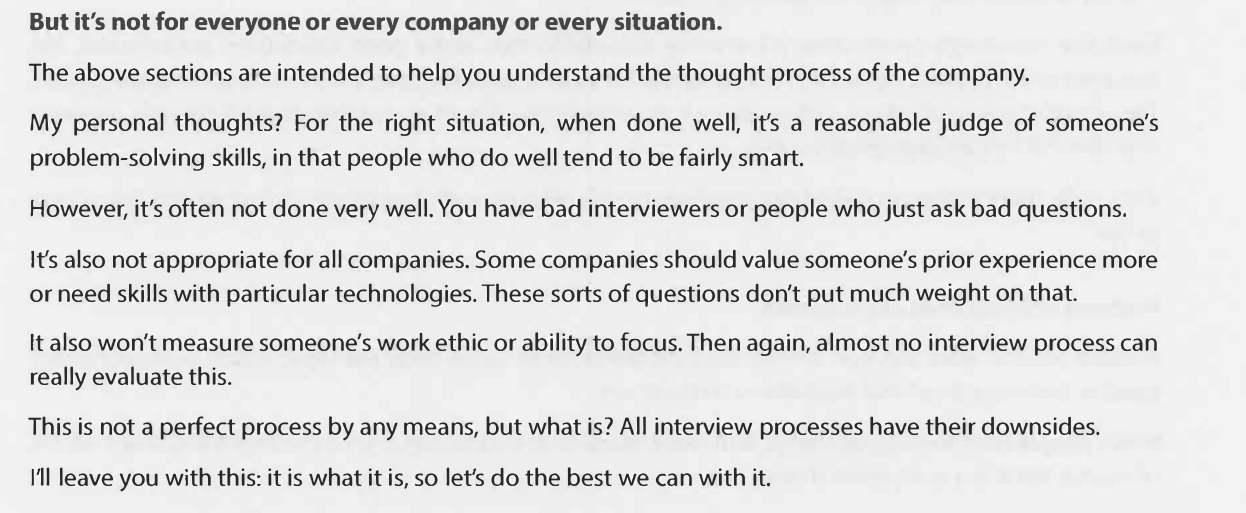 But it's not for everyone or every company or every situation.
The above sections are intended to help you understand the thought process of the company.
My personal thoughts? For the right situation, when done well, it's a reasonable judge of someone's
problem-solving skills, in that people who do well tend to be fairly smart.
However, it's often not done very well. You have bad interviewers or people who just ask bad questions.
It's also not appropriate for all companies. Some companies should value someone's prior experience more
or need skills with particular technologies. These sorts of questions don't put much weight on that.
It also won't measure someone's work ethic or ability to focus. Then again, almost no interview process can
really evaluate this.
This is not a perfect process by any means, but what is? All interview processes have their downsides.
I'll leave you with this: it is what it is, so let's do the best we can with it.